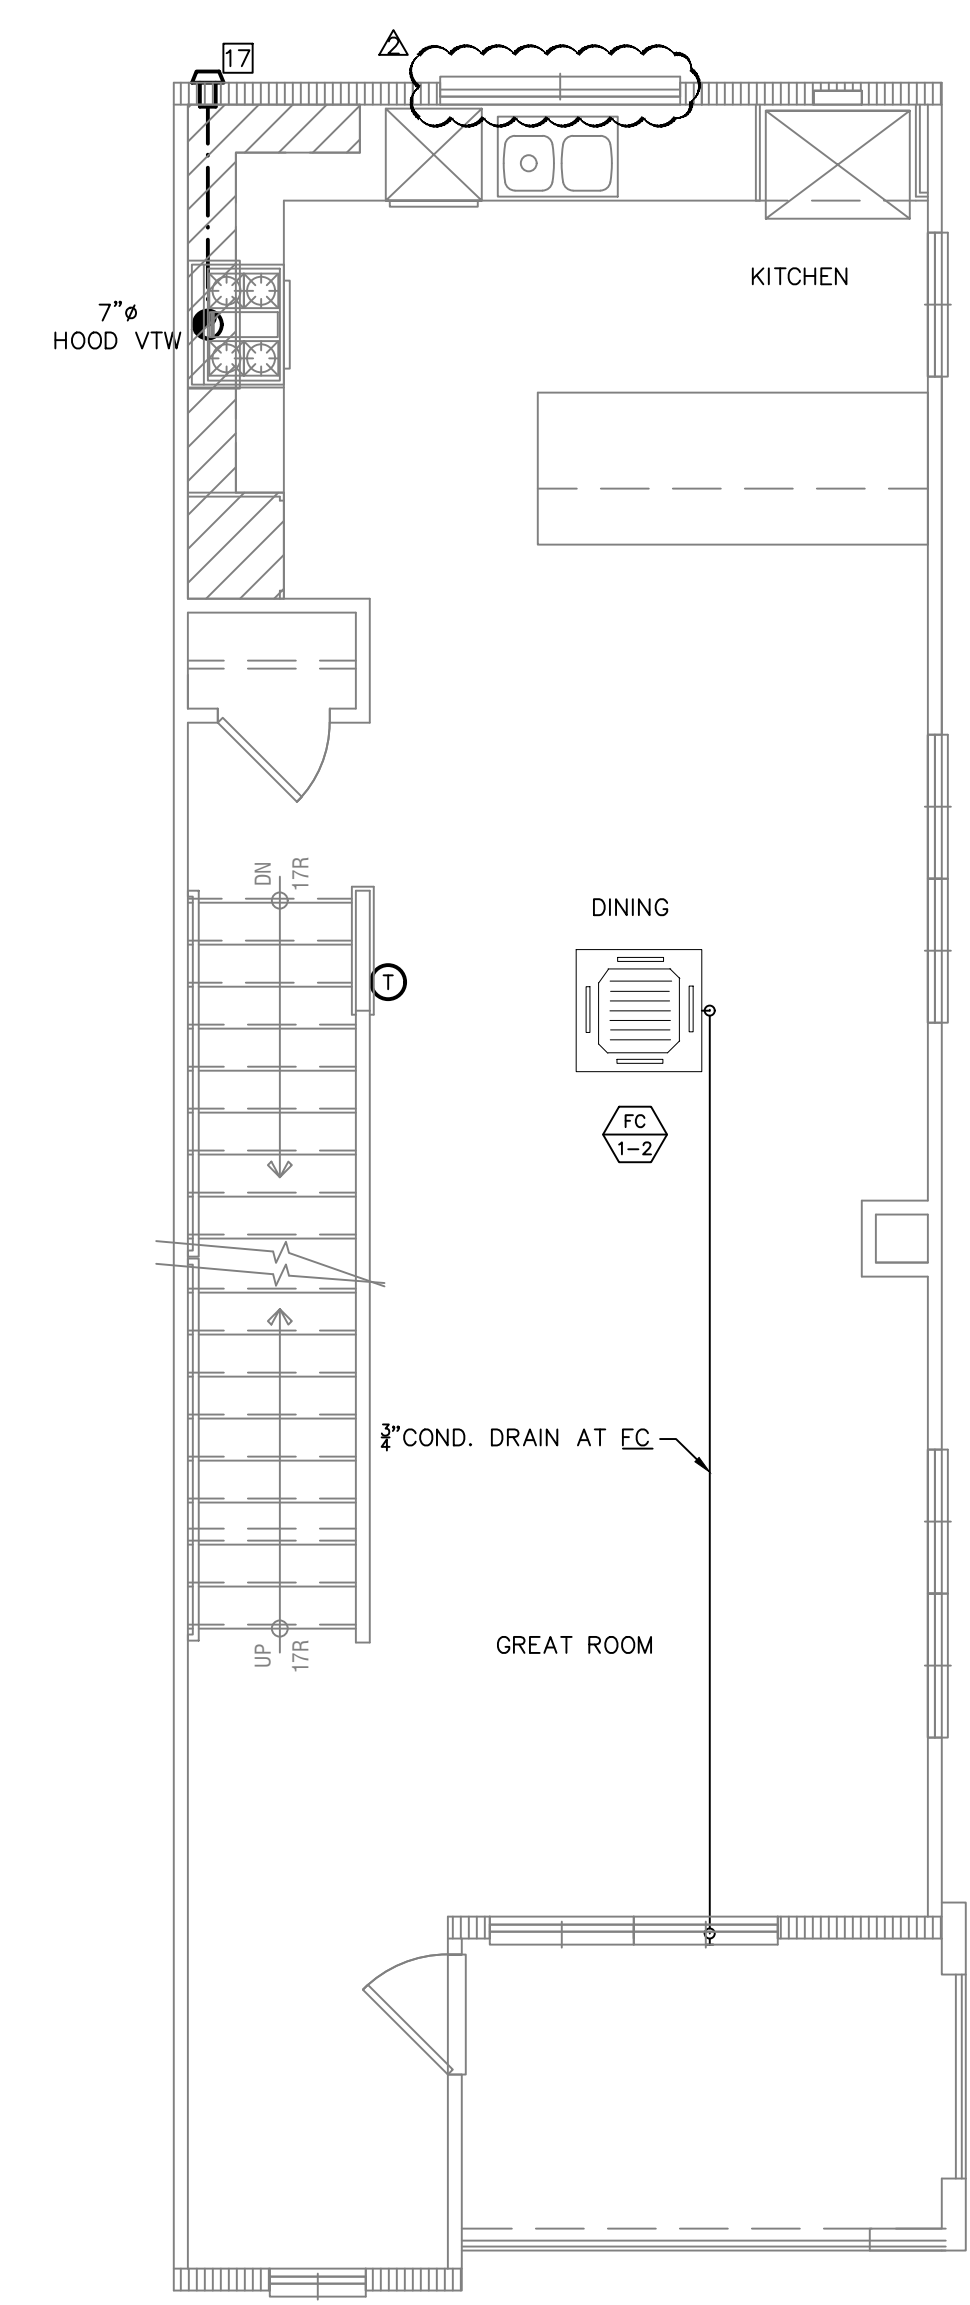 2
17
KITCHEN
7"ø
HOOD VTW
DN
17R
DINING
T
FC
1-2
¾"COND. DRAIN AT FC
GREAT ROOM
UP
17R